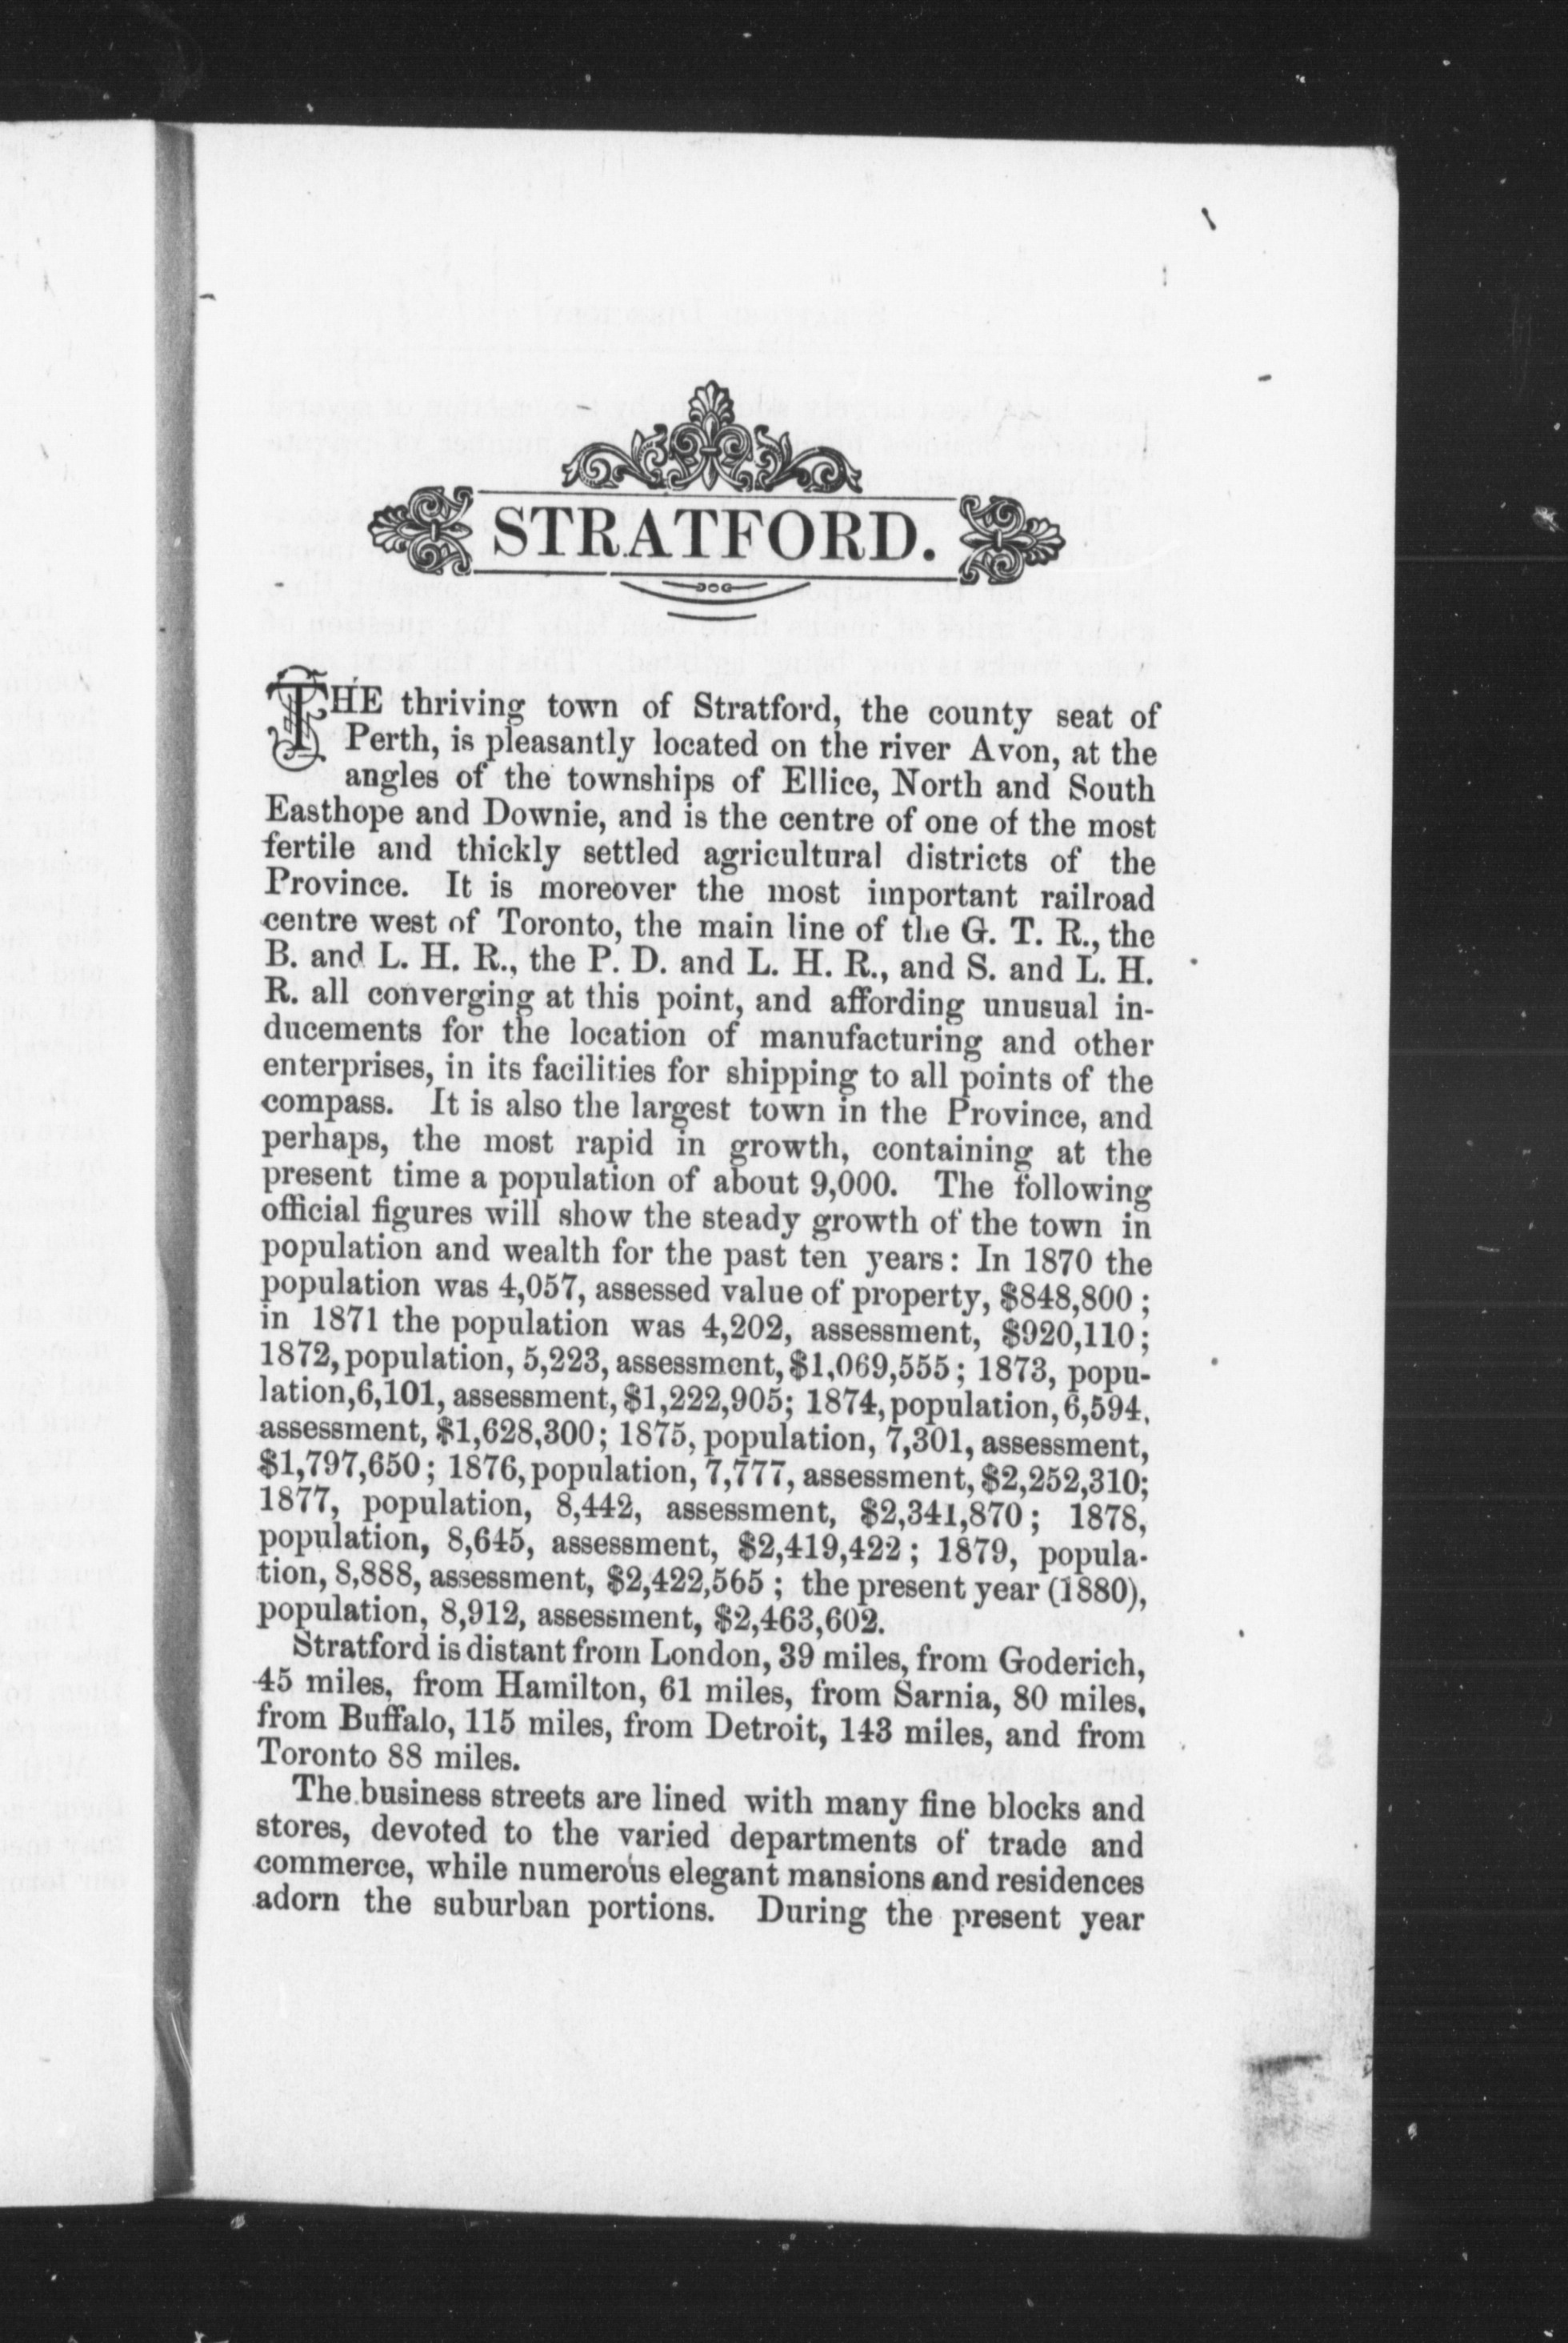 STRATFORD.
THE thriving town of Stratford, the county seat of
Perth, is pleasantly located on the river Avon, at the
angles of the townships of Ellice, North and South
Easthope and Downie, and is the centre of one of the most
fertile and thickly settled agricultural districts of the
Province. It is moreover the most important railroad
centre west of Toronto, the main line of the G. T. R., the
B. and L. H. R., the P. D. and L. H. R., and S. and L. H.
R. all converging at this point, and affording unusual in-
ducements for the location of manufacturing and other
enterprises, in its facilities for shipping to all points of the
compass. It is also the largest town in the Province, and
perhaps, the most rapid in growth, containing at the
present time a population of about 9,000. The following
official figures will show the steady growth of the town in
population and wealth for the past ten years: In 1870 the
population was 4,057, assessed value of property, $848,800 ;
in 1871 the population was 4,202, assessment, $920,110 ;
1872, population, 5,223, assessment, $1,069,555 ; 1873, popu-
lation, 6,101, assessment, $1,222,905; 1874, population, 6,594,
assessment, $1,628,300; 1875, population, 7,301, assessment,
$1,797,650 ; 1876, population, 7,777, assessment, $2,252,310;
1877, population, 8,442, assessment, $2,341,870 ; 1878,
population, 8,645, assessment, $2,419,422 ; 1879, popula-
tion, 8,888, assessment, $2,422,565 ; the present year (1880),
population, 8,912, assessment, $2,463,602.
Stratford is distant from London, 39 miles, from Goderich,
45 miles, from Hamilton, 61 miles, from Sarnia, 80 miles,
from Buffalo, 115 miles, from Detroit, 143 miles, and from
Toronto 88 miles.
The business streets are lined with many fine blocks and
stores, devoted to the varied departments of trade and
commerce, while numerous elegant mansions and residences
adorn the suburban portions. During the present year